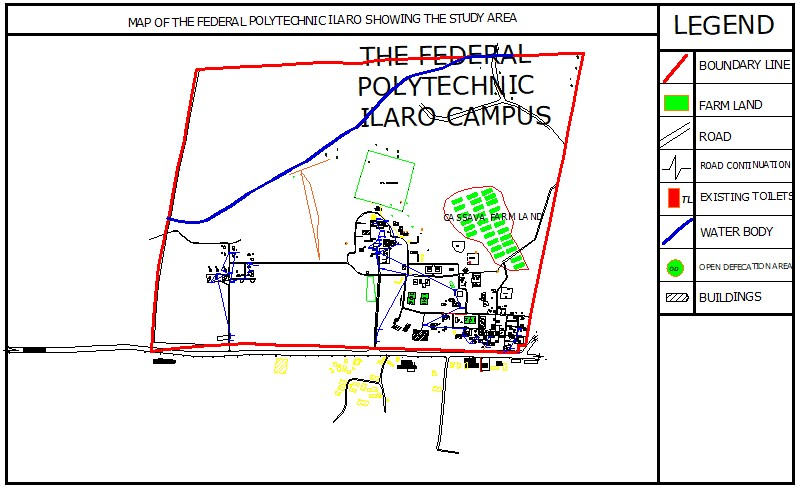 MAP OF THE FEDERAL POLYTECHNIC ILARO SHOWING THE STUDY AREA
THE FEDERAL
POLYTECHNIC
ILARO CAMPUS
CASSAVA FARM LAND
LEGEND
BOUNDARY LINE
FARM LAND
ROAD
ROAD CONTINUATION
TL EXISTING TOILETS
WATER BODY
OD OPEN DEFECATION AREA
BUILDINGS